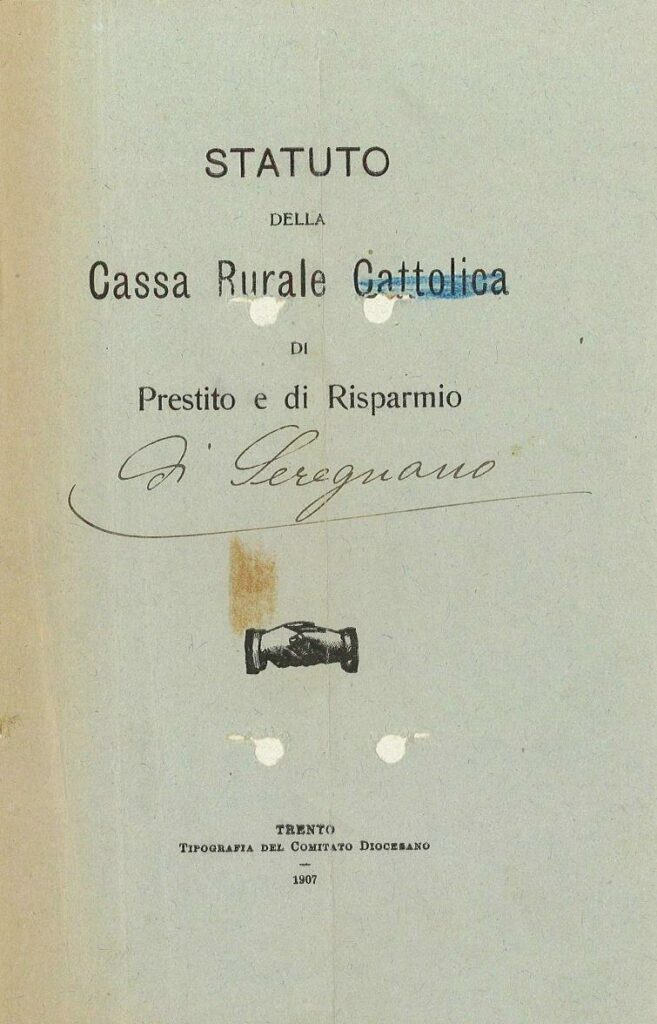 STATUTO
DELLA
Cassa Rurale Cattolica
DI
Prestito e di Risparmio
di Seregnano
TRENTO
TIPOGRAFIA DEL COMITATO DIOCESANO
1907